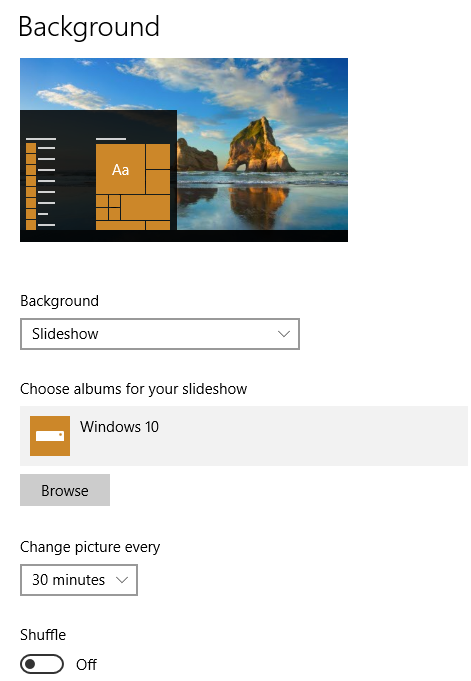 Background
Aa
Background
Slideshow
Choose albums for your slideshow
Windows 10
Browse
Change picture every
30 minutes
Shuffle
Off